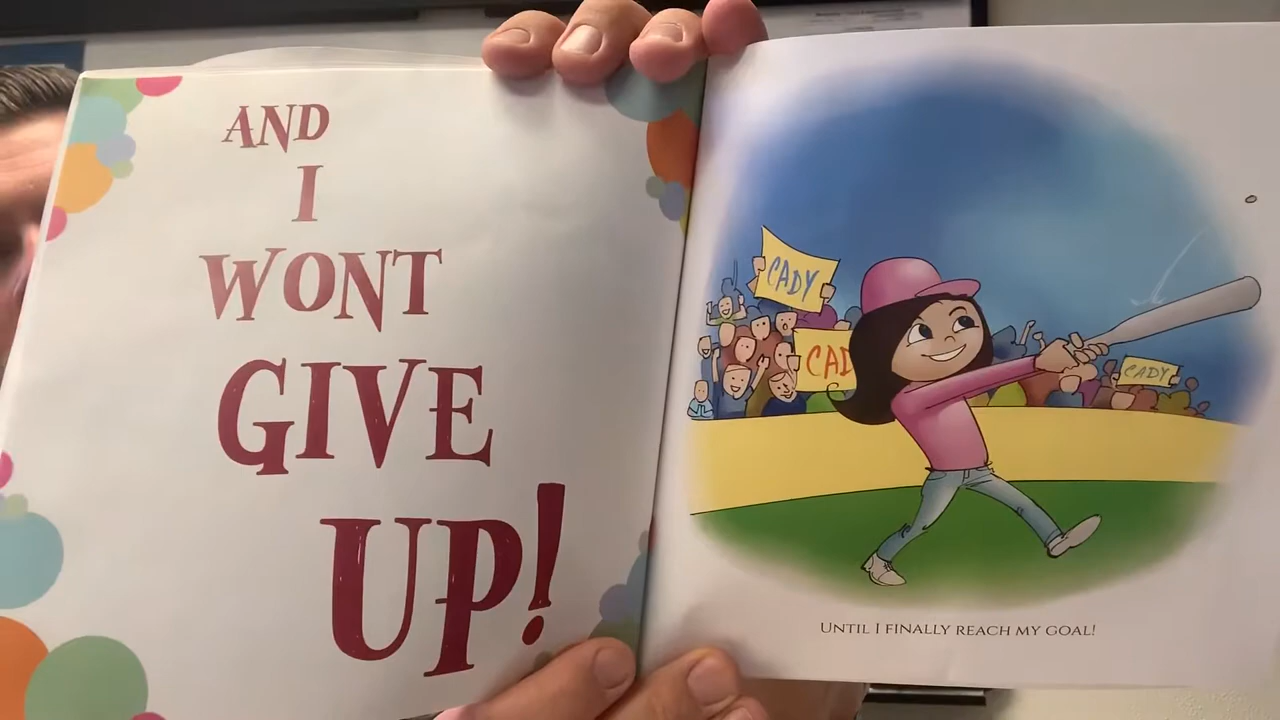 AND
I
WONT
GIVE
UP!
CADY
CAD
CADY
UNTIL I FINALLY REACH MY GOAL!